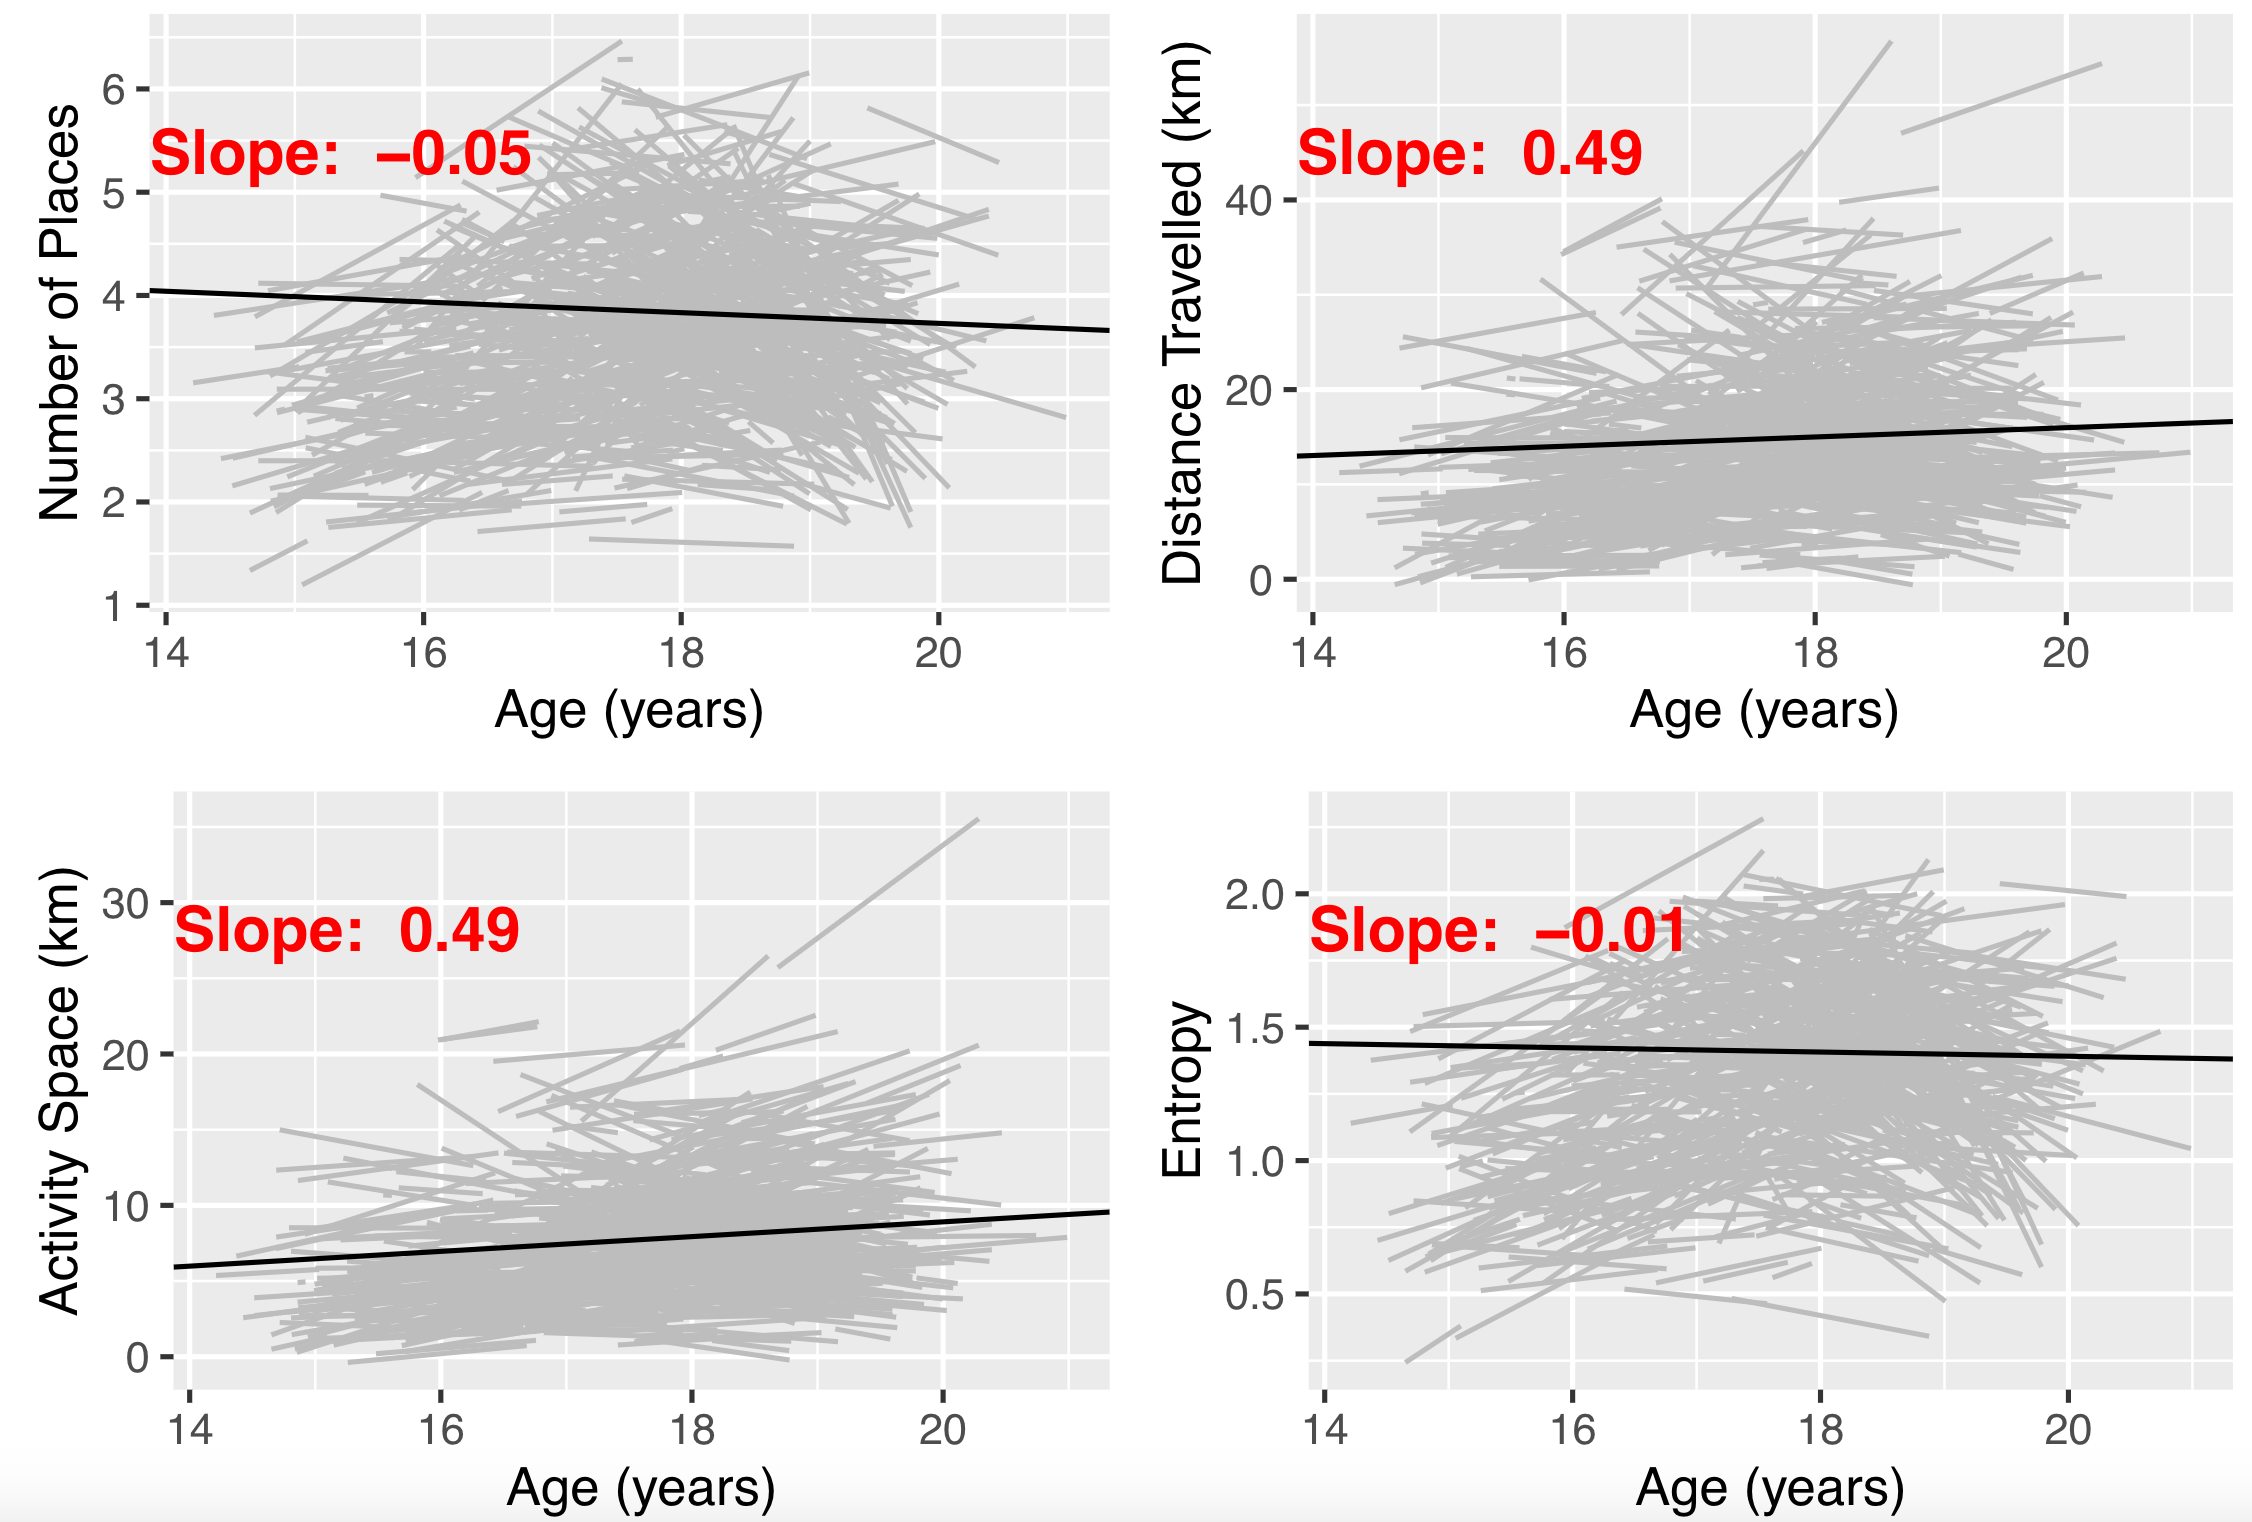 Number of Places
6
5
4
3
2
1
Slope: −0.05
14 16 18 20
Age (years)
Distance Travelled (km)
40
20
0
Slope: 0.49
14 16 18 20
Age (years)
Activity Space (km)
30
20
10
0
Slope: 0.49
14 16 18 20
Age (years)
Entropy
2.0
1.5
1.0
0.5
Slope: −0.01
14 16 18 20
Age (years)